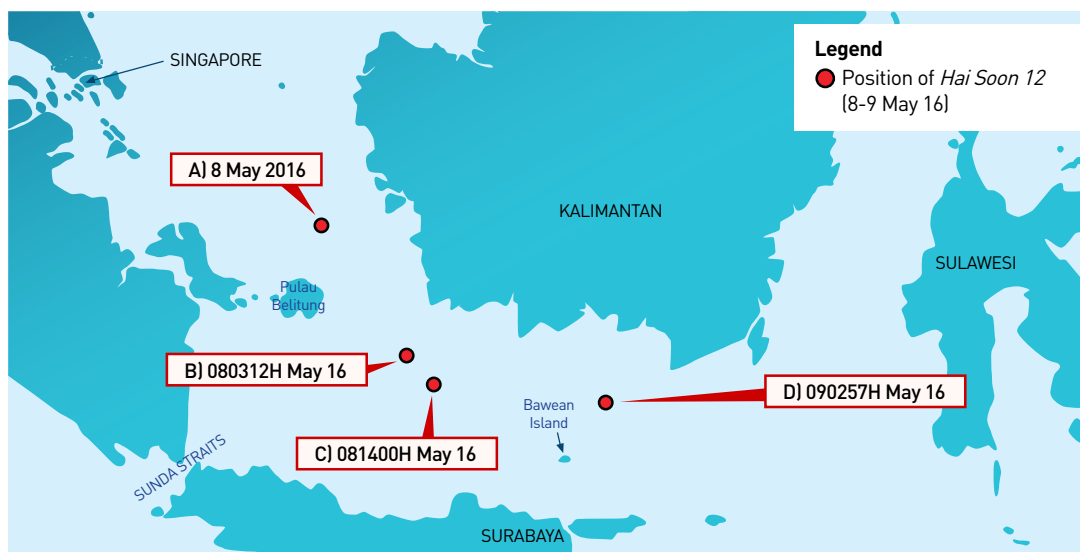 SINGAPORE
Legend
Position of Hai Soon 12
(8-9 May 16)
A) 8 May 2016
KALIMANTAN
SULAWESI
Pulau
Belitung
B) 080312H May 16
D) 090257H May 16
Bawean
Island
C) 081400H May 16
SUNDA STRAITS
SURABAYA